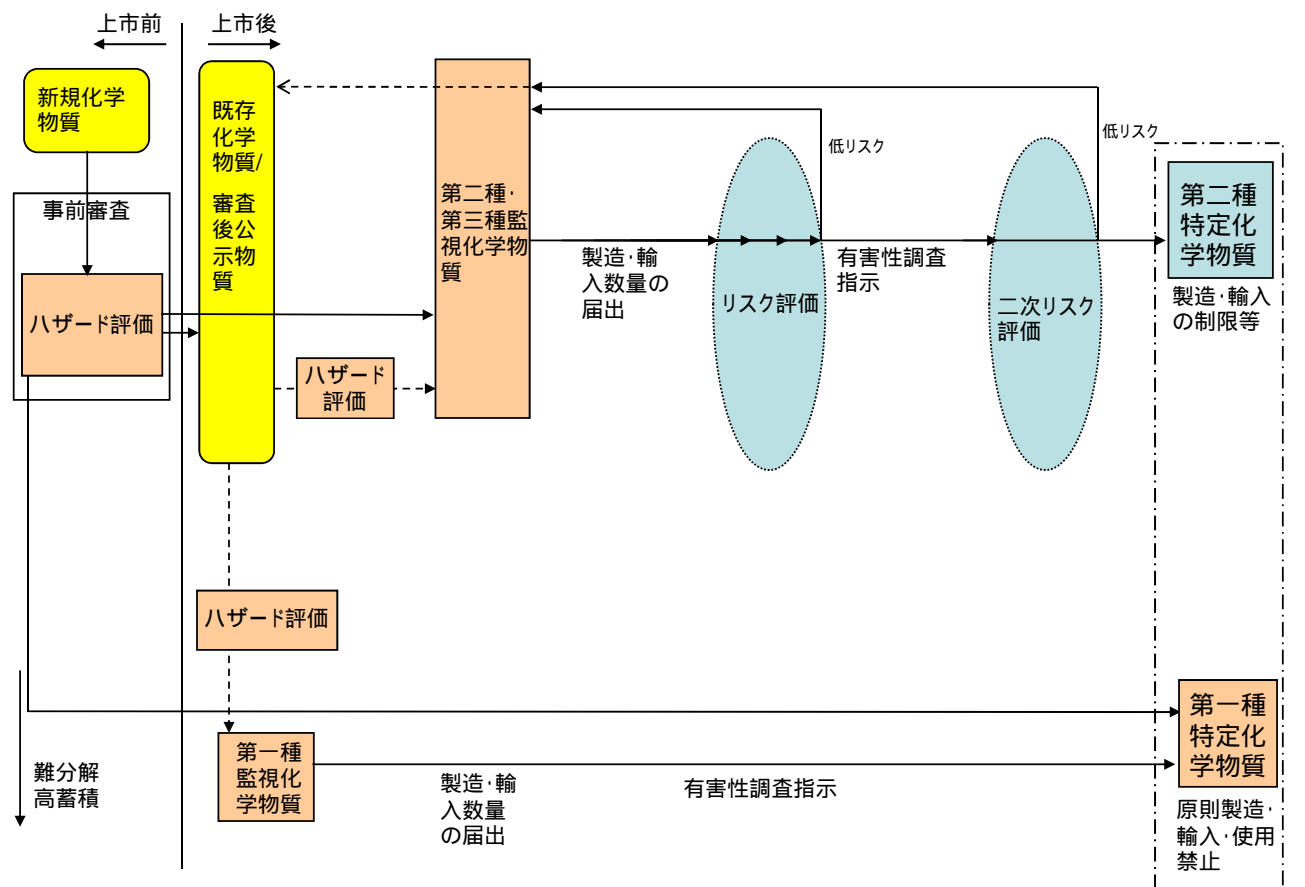 上市前
上市後
新規化学
物質
事前審査
ハザード評価
既存
化学
物質/
審査
後公
示物
質
ハザード
評価
第二種・
第三種監
視化学物
質
製造・輸
入数量の
届出
リスク評価
低リスク
有害性調査
指示
二次リスク
評価
低リスク
第二種
特定化
学物質
製造・輸入
の制限等
ハザード評価
難分解
高蓄積
第一種
監視化
学物質
製造・輸
入数量
の届出
有害性調査指示
第一種
特定化
学物質
原則製造・
輸入・使用
禁止